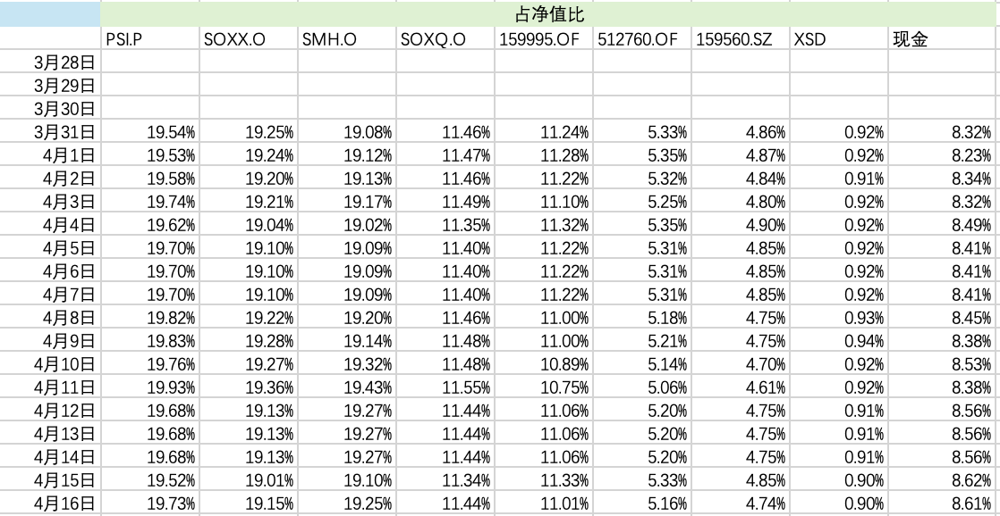 占净值比
PSI.P SOXX.O SMH.O SOXQ.O 159995.OF 512760.OF 159560.SZ XSD 现金
3月28日
3月29日
3月30日
3月31日 19.54% 19.25% 19.08% 11.46% 11.24% 5.33% 4.86% 0.92% 8.32%
4月1日 19.53% 19.24% 19.12% 11.47% 11.28% 5.35% 4.87% 0.92% 8.23%
4月2日 19.58% 19.20% 19.13% 11.46% 11.22% 5.32% 4.84% 0.91% 8.34%
4月3日 19.74% 19.21% 19.17% 11.49% 11.10% 5.25% 4.80% 0.92% 8.32%
4月4日 19.62% 19.04% 19.02% 11.35% 11.32% 5.35% 4.90% 0.92% 8.49%
4月5日 19.70% 19.10% 19.09% 11.40% 11.22% 5.31% 4.85% 0.92% 8.41%
4月6日 19.70% 19.10% 19.09% 11.40% 11.22% 5.31% 4.85% 0.92% 8.41%
4月7日 19.70% 19.10% 19.09% 11.40% 11.22% 5.31% 4.85% 0.92% 8.41%
4月8日 19.82% 19.22% 19.20% 11.46% 11.00% 5.18% 4.75% 0.93% 8.45%
4月9日 19.83% 19.28% 19.14% 11.48% 11.00% 5.21% 4.75% 0.94% 8.38%
4月10日 19.76% 19.27% 19.32% 11.48% 10.89% 5.14% 4.70% 0.92% 8.53%
4月11日 19.93% 19.36% 19.43% 11.55% 10.75% 5.06% 4.61% 0.92% 8.38%
4月12日 19.68% 19.13% 19.27% 11.44% 11.06% 5.20% 4.75% 0.91% 8.56%
4月13日 19.68% 19.13% 19.27% 11.44% 11.06% 5.20% 4.75% 0.91% 8.56%
4月14日 19.68% 19.13% 19.27% 11.44% 11.06% 5.20% 4.75% 0.91% 8.56%
4月15日 19.52% 19.01% 19.10% 11.34% 11.33% 5.33% 4.85% 0.90% 8.62%
4月16日 19.73% 19.15% 19.25% 11.44% 11.01% 5.16% 4.74% 0.90% 8.61%